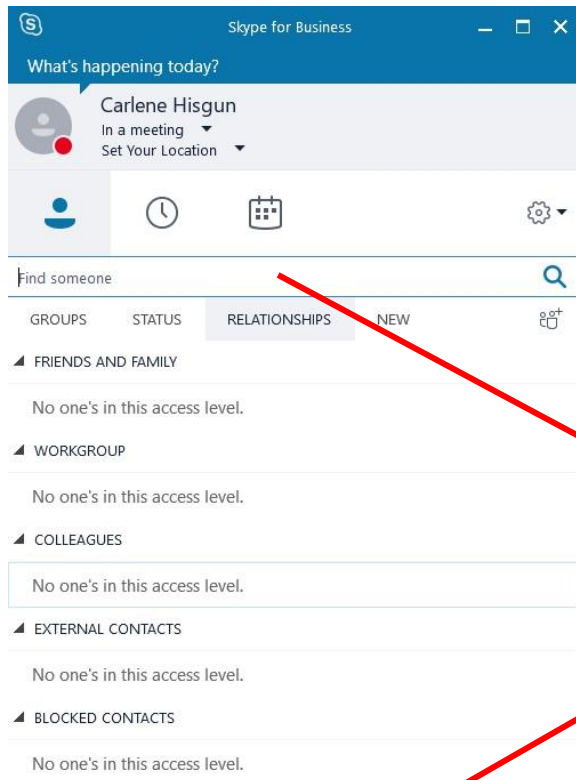 Skype for Business
What's happening today?
Carlene Hisgun
In a meeting
Set Your Location
Find someone
GROUPS STATUS RELATIONSHIPS NEW
FRIENDS AND FAMILY
No one's in this access level.
WORKGROUP
No one's in this access level.
COLLEAGUES
No one's in this access level.
EXTERNAL CONTACTS
No one's in this access level.
BLOCKED CONTACTS
No one's in this access level.